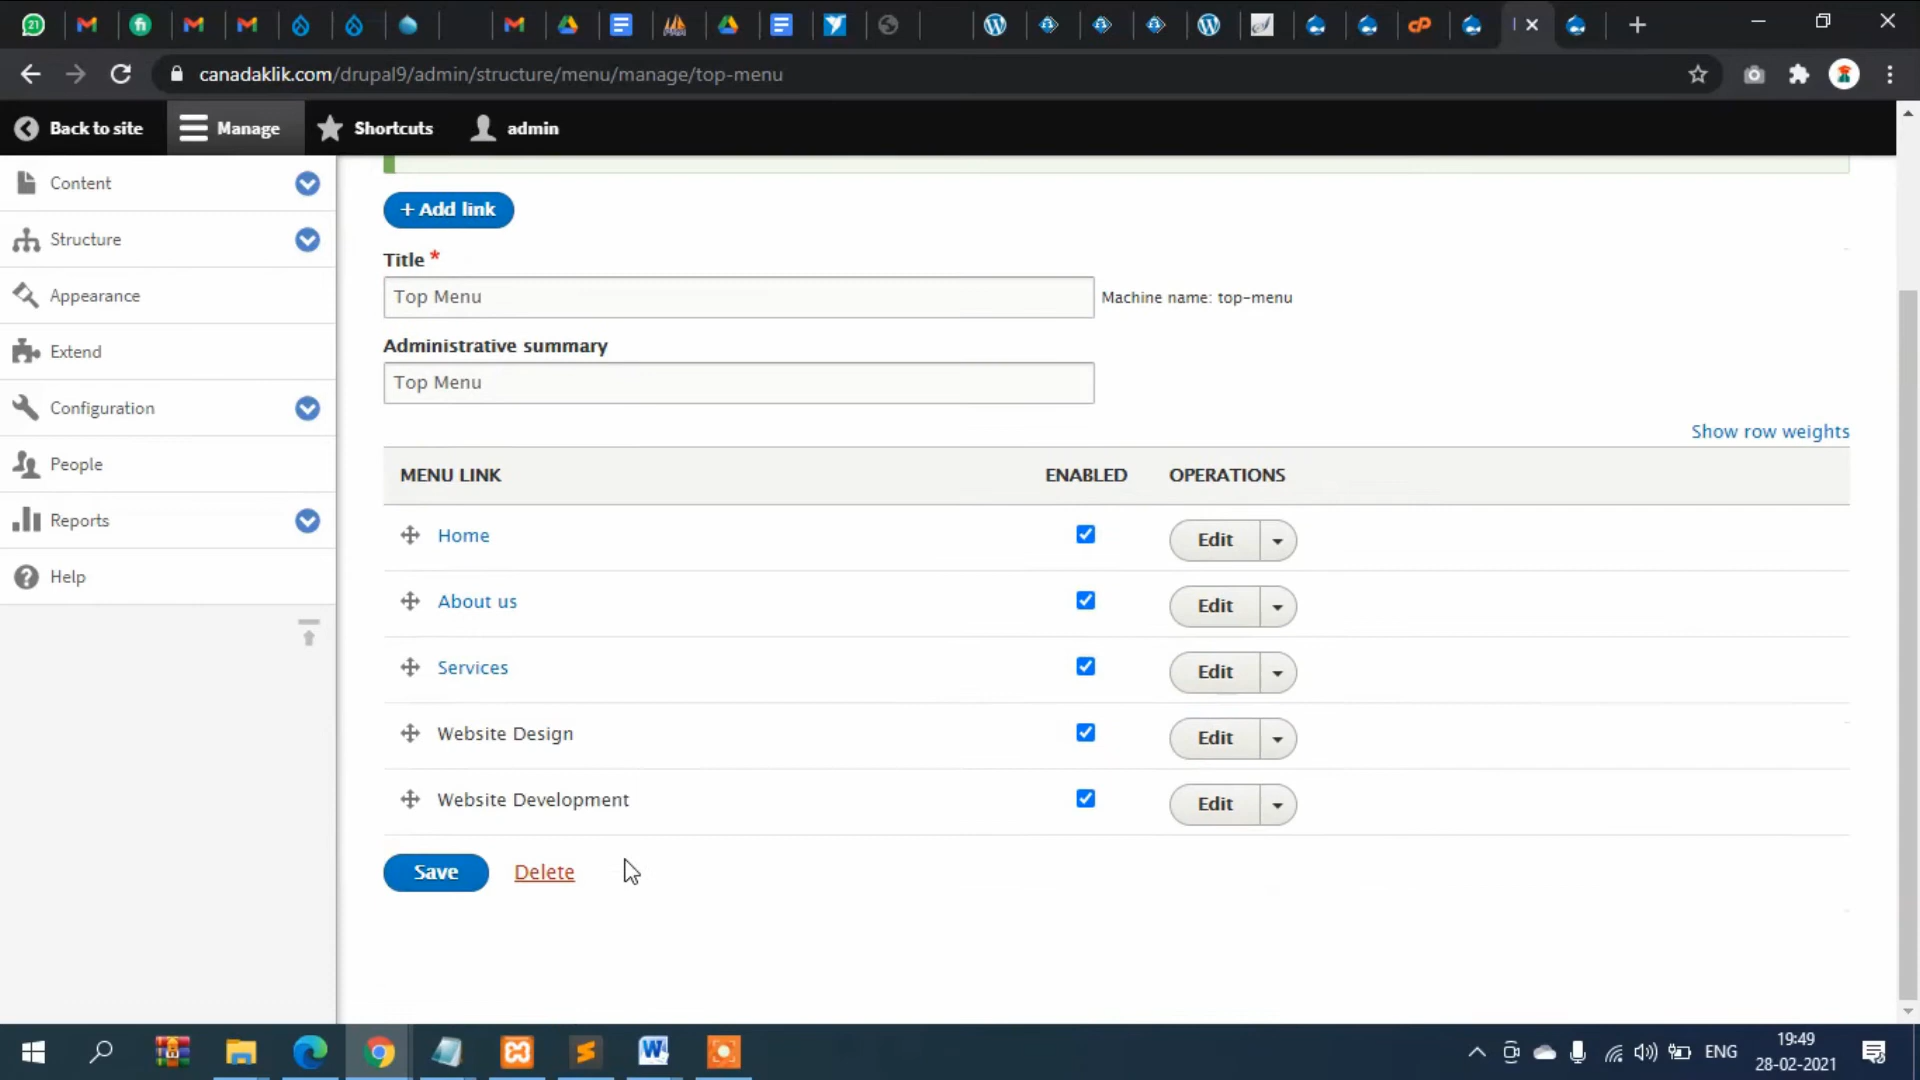 21
canadaklik.com/drupal9/admin/structure/menu/manage/top-menu
Back to site
Manage
Shortcuts
admin
Content
Structure
Appearance
Extend
Configuration
People
Reports
Help
+ Add link
Title *
Top Menu
Machine name: top-menu
Administrative summary
Top Menu
Show row weights
MENU LINK ENABLED OPERATIONS
Home Edit
About us Edit
Services Edit
Website Design Edit
Website Development Edit
Save Delete
ENG
19:49
28-02-2021